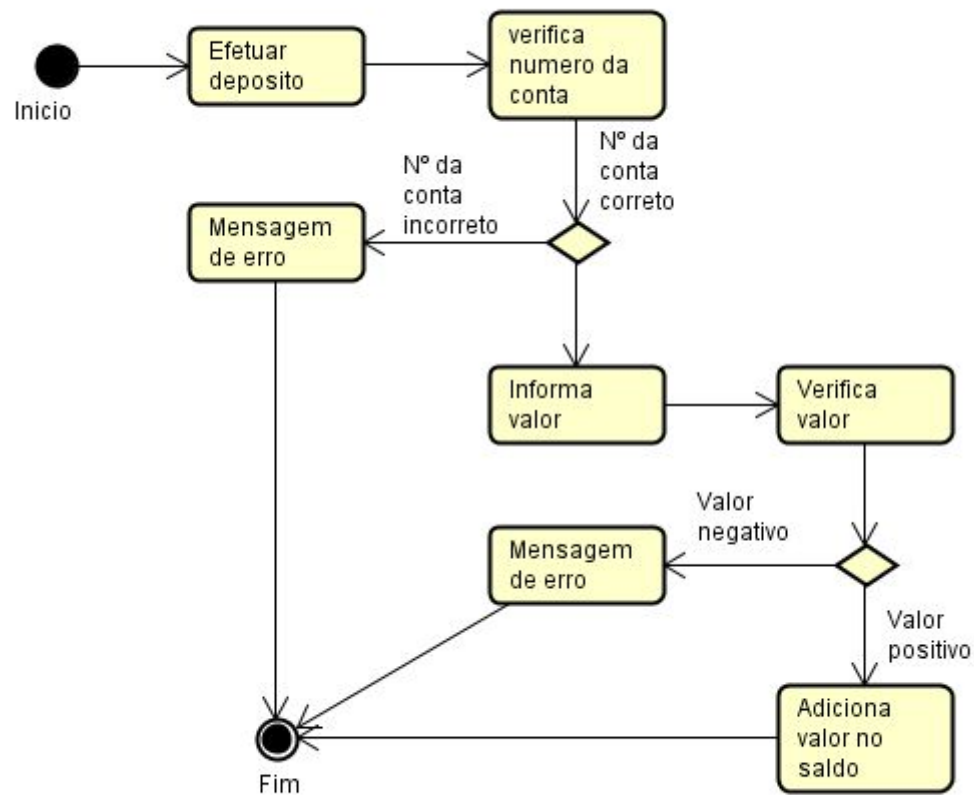 Inicio
Efetuar
deposito
verifica
numero da
conta
Nº da
conta
correto
Nº da
conta
incorreto
Mensagem
de erro
Informa
valor
Verifica
valor
Valor
negativo
Mensagem
de erro
Valor
positivo
Adiciona
valor no
saldo
Fim